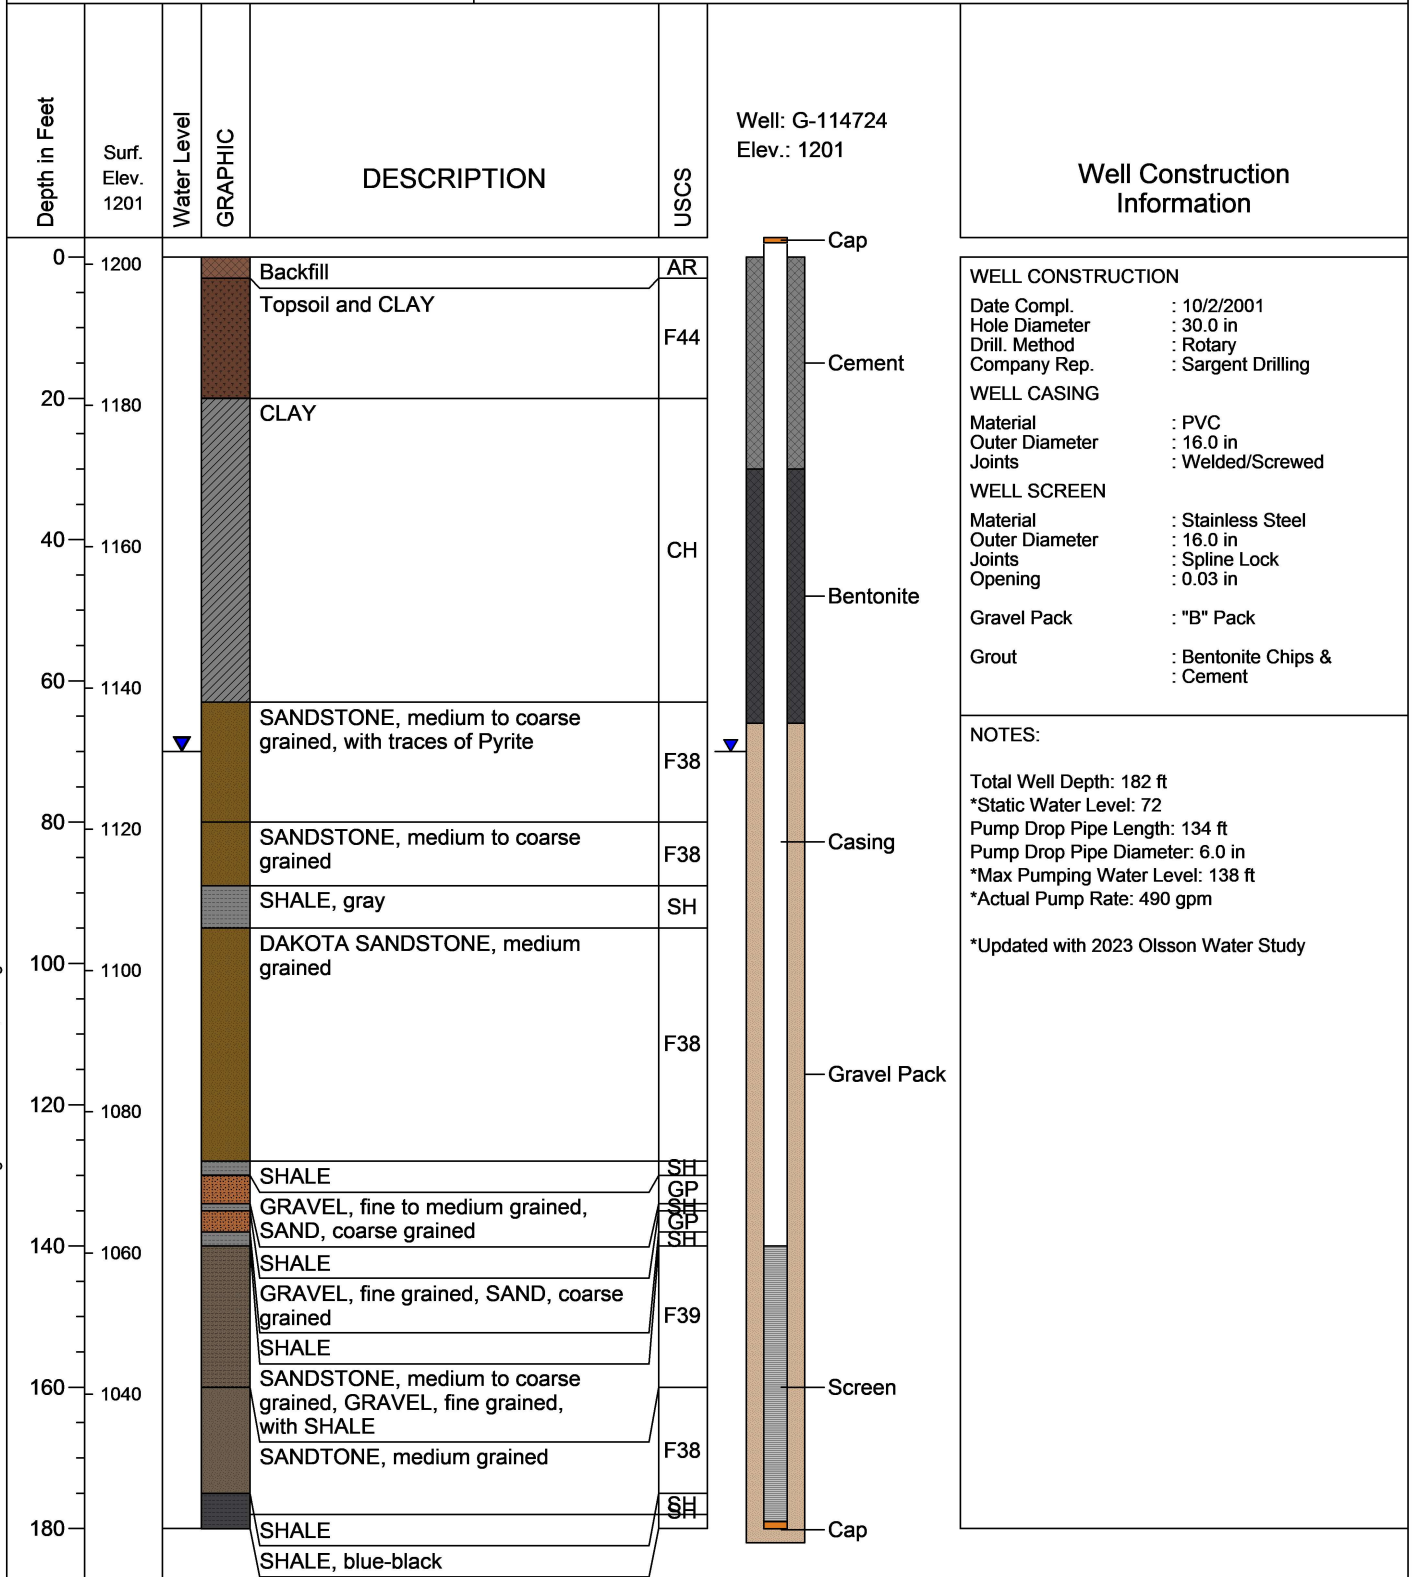 Depth in Feet
Surf.
Elev.
1201
Water Level
GRAPHIC
DESCRIPTION
USCS
Well: G-114724
Elev.: 1201
Well Construction
Information
0
20
40
60
80
100
120
140
160
180
1200
1180
1160
1140
1120
1100
1080
1060
1040
Backfill
Topsoil and CLAY
CLAY
SANDSTONE, medium to coarse
grained, with traces of Pyrite
SANDSTONE, medium to coarse
grained
SHALE, gray
DAKOTA SANDSTONE, medium
grained
SHALE
GRAVEL, fine to medium grained,
SAND, coarse grained
SHALE
GRAVEL, fine grained, SAND, coarse
grained
SHALE
SANDSTONE, medium to coarse
grained, GRAVEL, fine grained,
with SHALE
SANDTONE, medium grained
SHALE
SHALE, blue-black
AR
F44
CH
F38
F38
SH
F38
SH
GP
SH
GP
SH
F39
F38
SH
SH
Cap
Cement
Bentonite
Casing
Gravel Pack
Screen
Cap
WELL CONSTRUCTION
Date Compl. : 10/2/2001
Hole Diameter : 30.0 in
Drill. Method : Rotary
Company Rep. : Sargent Drilling
WELL CASING
Material : PVC
Outer Diameter : 16.0 in
Joints : Welded/Screwed
WELL SCREEN
Material : Stainless Steel
Outer Diameter : 16.0 in
Joints : Spline Lock
Opening : 0.03 in
Gravel Pack : "B" Pack
Grout : Bentonite Chips &
: Cement
NOTES:
Total Well Depth: 182 ft
*Static Water Level: 72
Pump Drop Pipe Length: 134 ft
Pump Drop Pipe Diameter: 6.0 in
*Max Pumping Water Level: 138 ft
*Actual Pump Rate: 490 gpm
*Updated with 2023 Olsson Water Study